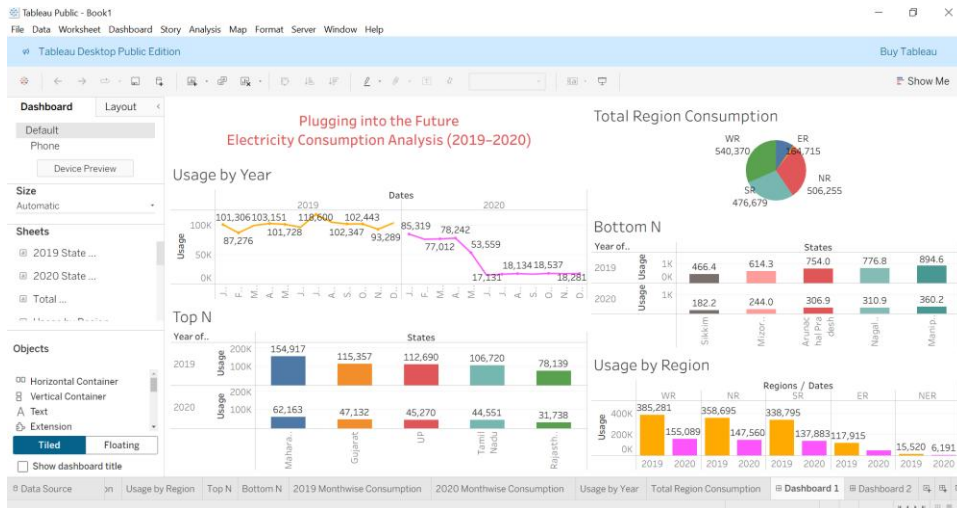 Tableau Public - Book1
File Data Worksheet Dashboard Story Analysis Map Format Server Window Help
Tableau Desktop Public Edition
Buy Tableau
Show Me
Dashboard
Layout
Default
Phone
Device Preview
Size
Automatic
Sheets
2019 State ...
2020 State ...
Total ...
Objects
Horizontal Container
Vertical Container
Text
Extension
Tiled
Floating
Show dashboard title
Plugging into the Future
Electricity Consumption Analysis (2019–2020)
Usage by Year
Dates
2019
2020
Usage
100K
50K
0K
101,306
87,276
103,151
101,728
118,600
102,347
102,443
93,289
85,319
77,012
78,242
53,559
17,131
18,134
18,537
18,281
J.. F.. M.. A.. M.. J.. J.. A.. S.. O.. N.. D..
J.. F.. M.. A.. M.. J.. J.. A.. S.. O.. N.. D..
Top N
Year of..
States
2019
Usage
200K
100K
154,917
115,357
112,690
106,720
78,139
2020
Usage
200K
100K
62,163
47,132
45,270
44,551
31,738
Mahara..
Gujarat
UP
Tamil
Nadu
Rajasth..
Total Region Consumption
WR
540,370
ER
NR
506,255
SR
476,679
Bottom N
Year of..
States
2019
Usage
1K
0K
466.4
614.3
754.0
776.8
894.6
2020
Usage
1K
182.2
244.0
306.9
310.9
360.2
Sikkim
Mizor..
Arunac
hal Pra
desh
Nagal..
Manip..
Usage by Region
Regions / Dates
WR
NR
SR
ER
NER
Usage
400K
200K
0K
385,281
155,089
358,695
147,560
338,795
137,883
117,915
15,520
6,191
2019 2020 2019 2020 2019 2020 2019 2020 2019 2020
Data Source
Usage by Region
Top N
Bottom N
2019 Monthwise Consumption
2020 Monthwise Consumption
Usage by Year
Total Region Consumption
Dashboard 1
Dashboard 2